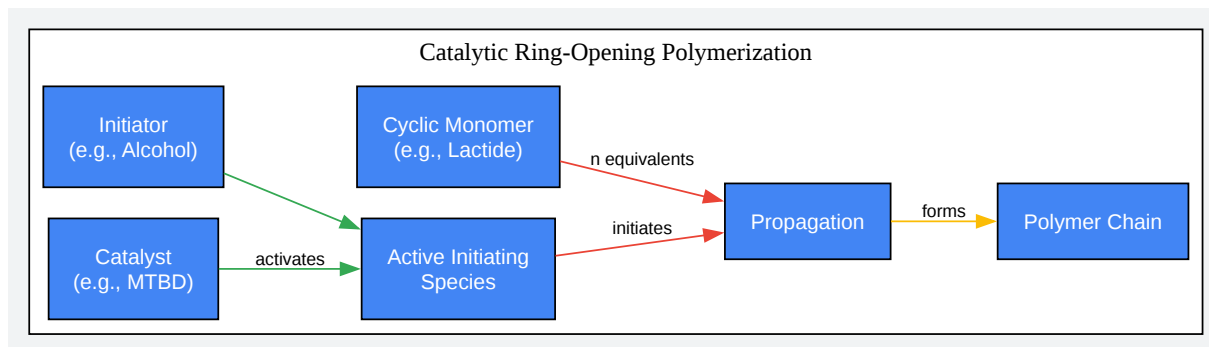 Catalytic Ring-Opening Polymerization
Initiator
(e.g., Alcohol)
Cyclic Monomer
(e.g., Lactide)
n equivalents
Catalyst
(e.g., MTBD)
activates
Active Initiating
Species
initiates
Propagation
forms
Polymer Chain